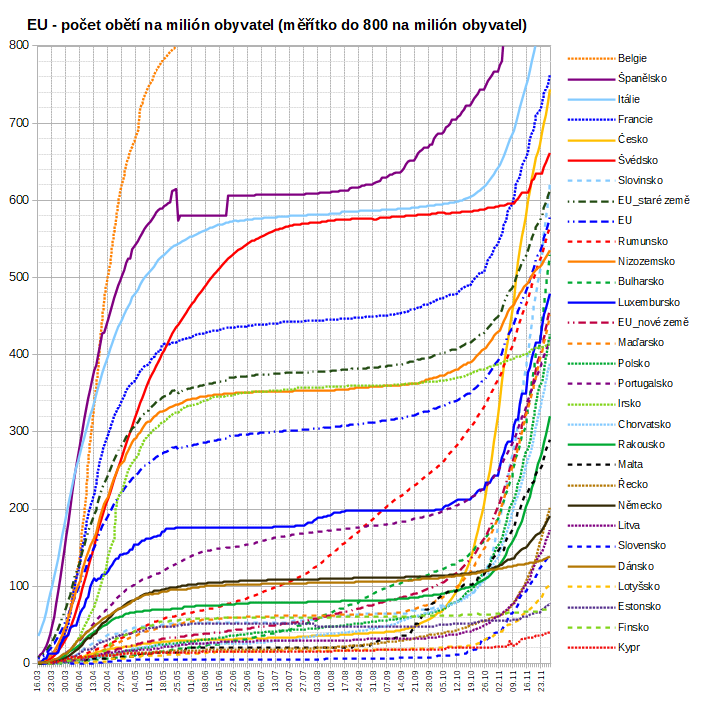 EU - počet obětí na milión obyvatel (měřítko do 800 na milión obyvatel)
800
700
600
500
400
300
200
100
0
16.03
23.03
30.03
06.04
13.04
20.04
27.04
04.05
11.05
18.05
25.05
01.06
08.06
15.06
22.06
29.06
06.07
13.07
20.07
27.07
03.08
10.08
17.08
24.08
31.08
07.09
14.09
21.09
28.09
05.10
12.10
19.10
26.10
02.11
09.11
16.11
23.11
Belgie
Španělsko
Itálie
Francie
Česko
Švédsko
Slovinsko
EU_staré země
EU
Rumunsko
Nizozemsko
Bulharsko
Luxembursko
EU_nové země
Maďarsko
Polsko
Portugalsko
Irsko
Chorvatsko
Rakousko
Malta
Řecko
Německo
Litva
Slovensko
Dánsko
Lotyšsko
Estonsko
Finsko
Kypr